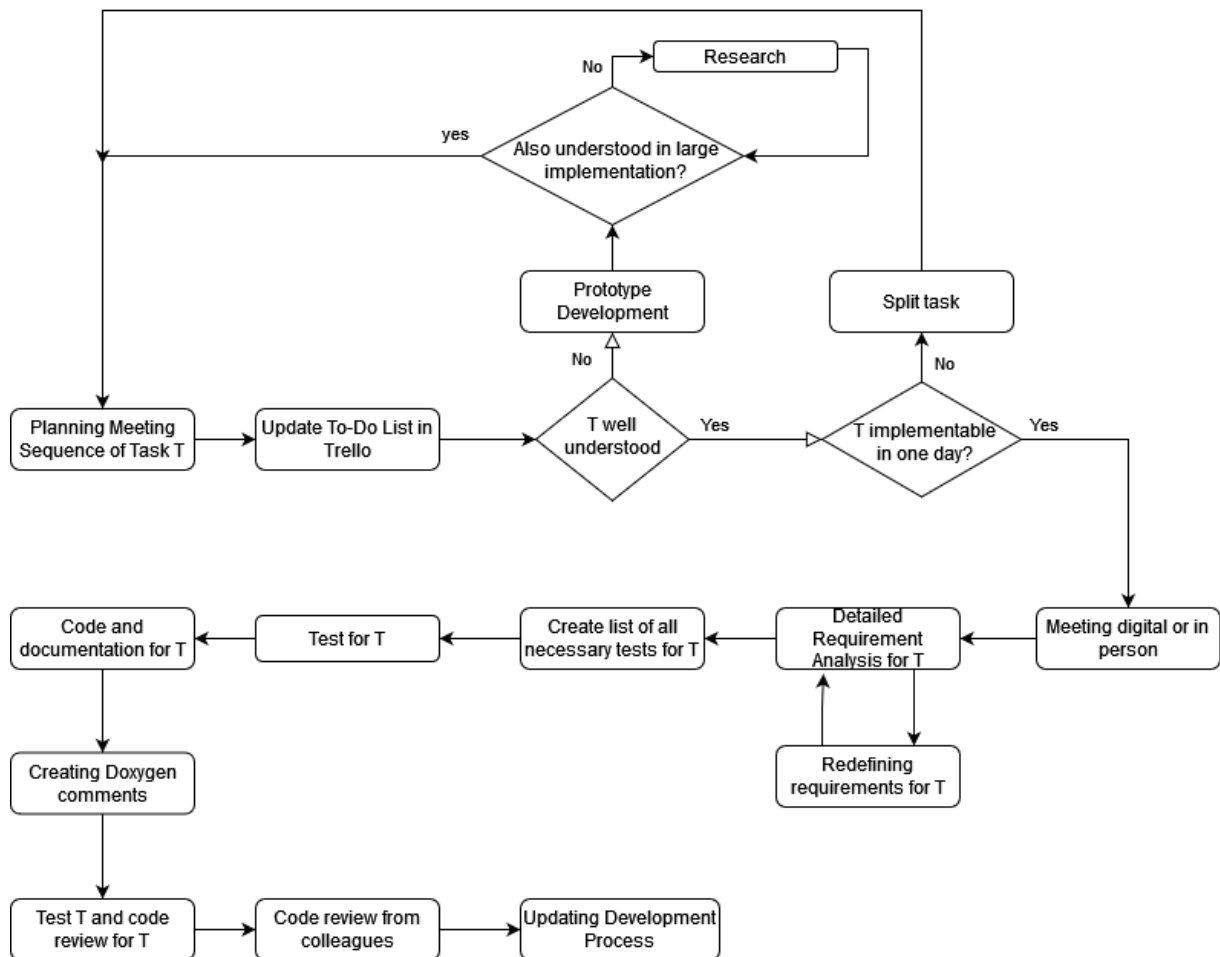 Research
No
yes
Also understood in large
implementation?
Prototype
Development
Split task
No
No
Planning Meeting
Sequence of Task T
Update To-Do List in
Trello
T well
understood
Yes
T implementable
in one day?
Yes
Code and
documentation for T
Test for T
Create list of all
necessary tests for T
Detailed
Requirement
Analysis for T
Meeting digital or in
person
Creating Doxygen
comments
Redefining
requirements for T
Test T and code
review for T
Code review from
colleagues
Updating Development
Process